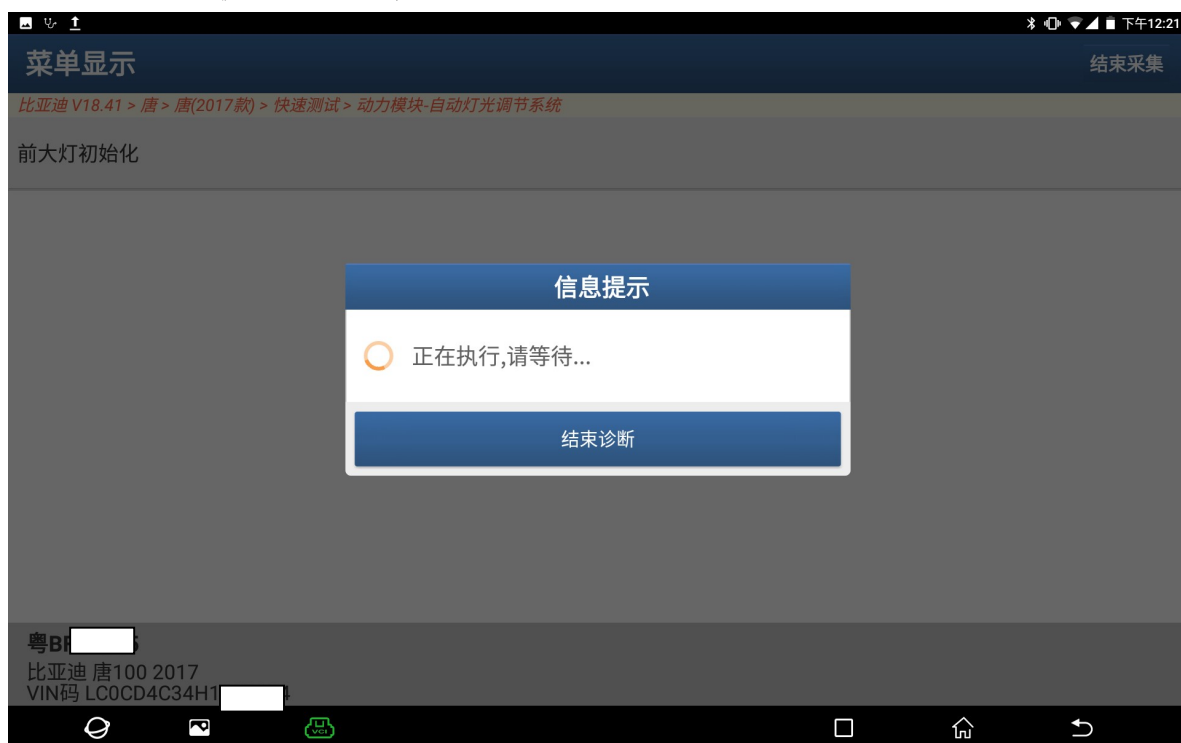 下午12:21
菜单显示
结束采集
比亚迪 V18.41 > 唐 > 唐(2017款) > 快速测试 > 动力模块-自动灯光调节系统
前大灯初始化
信息提示
正在执行,请等待...
结束诊断
粤B
比亚迪 唐100 2017
VIN码 LC0CD4C34H1
VCI